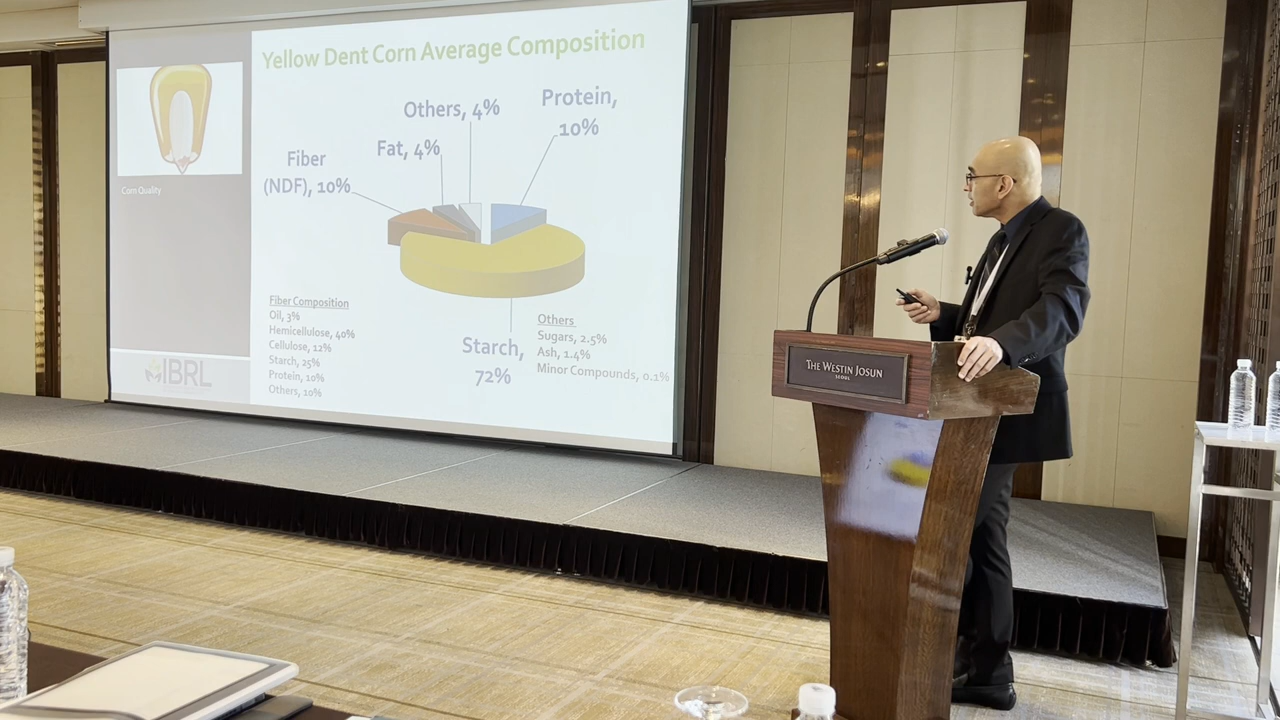 Yellow Dent Corn Average Composition
Others, 4%
Protein,
10%
Fat, 4%
Fiber
(NDF), 10%
Corn Quality
Fiber Composition
Oil, 3%
Hemicellulose, 40%
Cellulose, 12%
Starch, 25%
Protein, 10%
Others, 10%
Starch,
72%
Others
Sugars, 2.5%
Ash, 1.4%
Minor Compounds, 0.1%
IBRL
THE WESTIN JOSUN
SEOUL